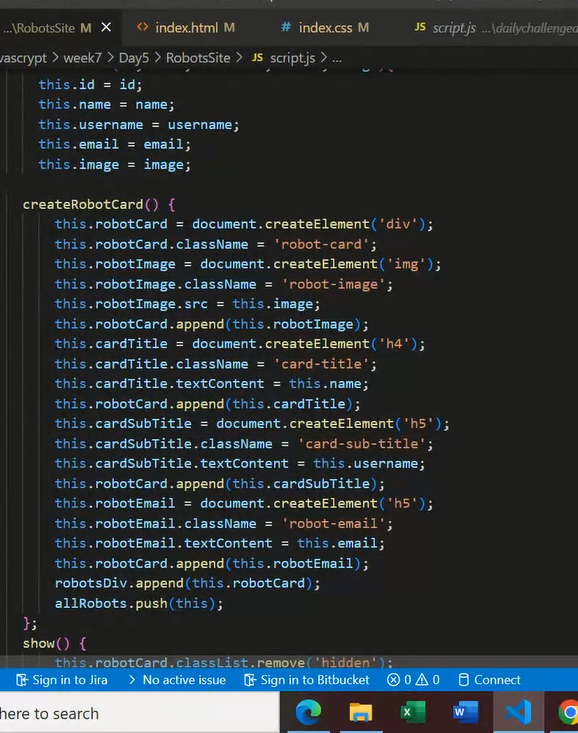 ...\RobotsSite M index.html M index.css M JS script.js ...\dailychallenged
vascrypt > week7 > Day5 > RobotsSite > JS script.js > ...
this.id = id;
this.name = name;
this.username = username;
this.email = email;
this.image = image;
createRobotCard() {
this.robotCard = document.createElement('div');
this.robotCard.className = 'robot-card';
this.robotImage = document.createElement('img');
this.robotImage.className = 'robot-image';
this.robotImage.src = this.image;
this.robotCard.append(this.robotImage);
this.cardTitle = document.createElement('h4');
this.cardTitle.className = 'card-title';
this.cardTitle.textContent = this.name;
this.robotCard.append(this.cardTitle);
this.cardSubTitle = document.createElement('h5');
this.cardSubTitle.className = 'card-sub-title';
this.cardSubTitle.textContent = this.username;
this.robotCard.append(this.cardSubTitle);
this.robotEmail = document.createElement('h5');
this.robotEmail.className = 'robot-email';
this.robotEmail.textContent = this.email;
this.robotCard.append(this.robotEmail);
robotsDiv.append(this.robotCard);
allRobots.push(this);
};
show() {
this.robotCard.classList.remove('hidden');
Sign in to Jira > No active issue Sign in to Bitbucket 0 0 Connect
here to search